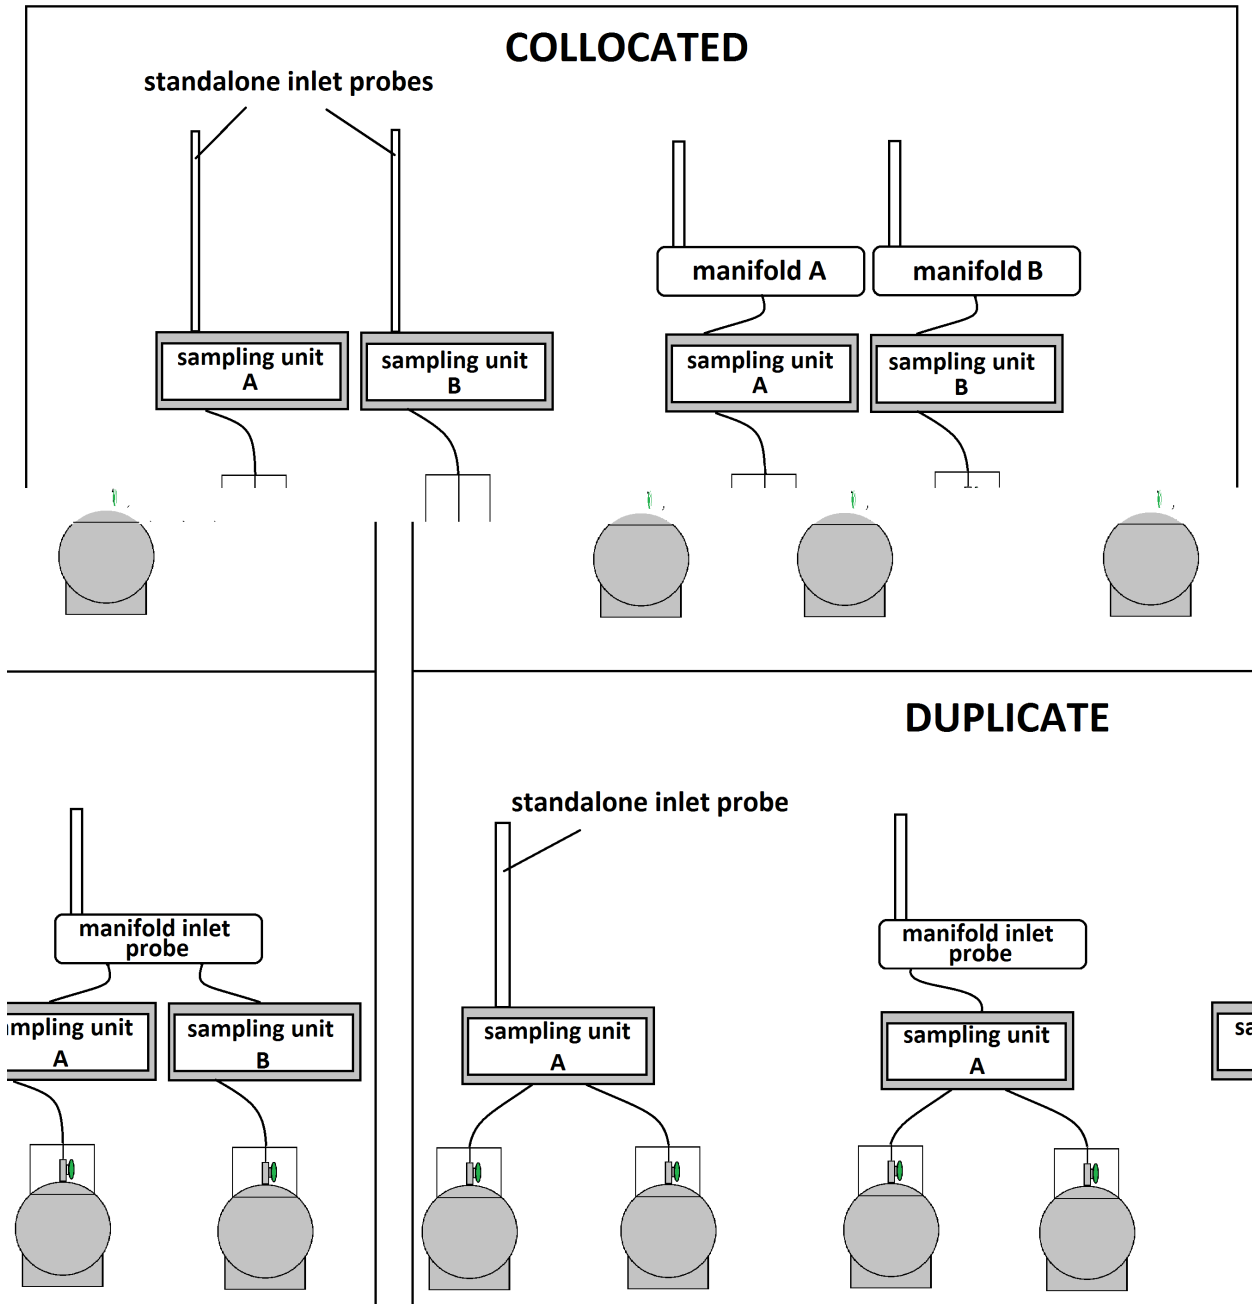 COLLOCATED
standalone inlet probes
manifold A
manifold B
sampling unit
A
sampling unit
B
sampling unit
A
sampling unit
B
DUPLICATE
standalone inlet probe
manifold inlet
probe
manifold inlet
probe
sampling unit
B
sampling unit
A
sampling unit
A
A